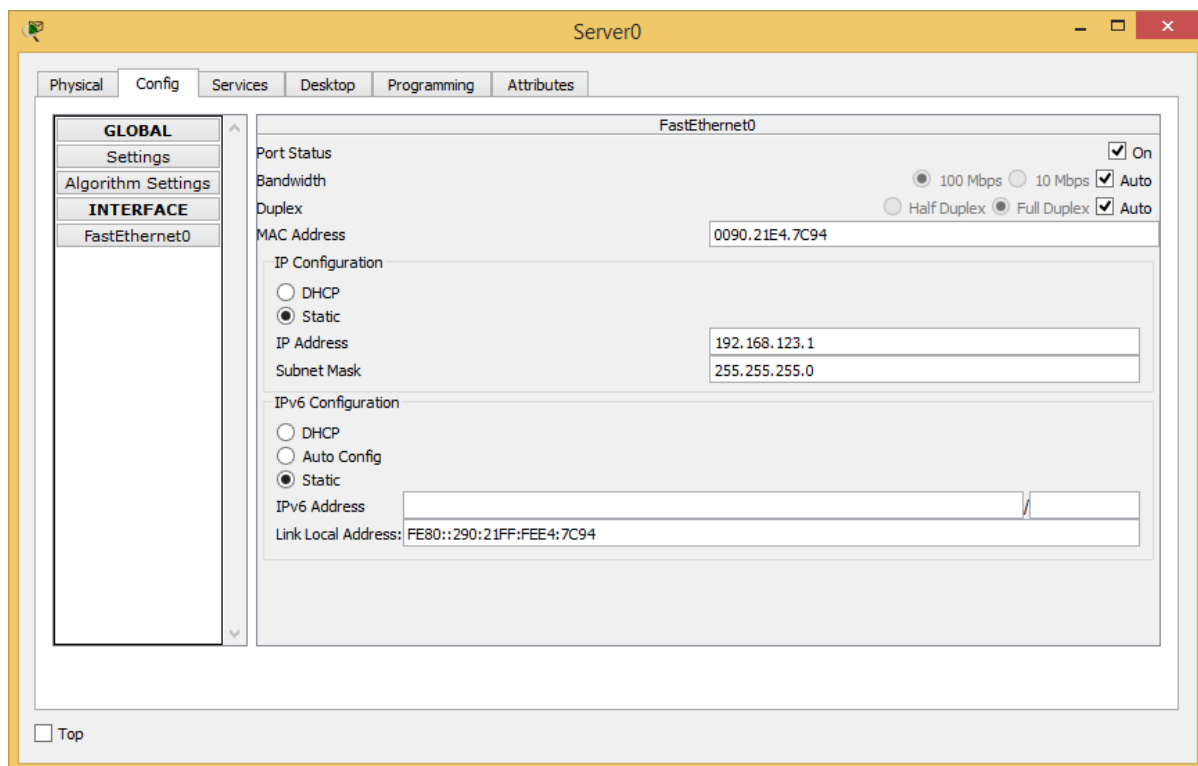 Server0
Physical Config Services Desktop Programming Attributes
GLOBAL
Settings
Algorithm Settings
INTERFACE
FastEthernet0
FastEthernet0
Port Status On
Bandwidth 100 Mbps 10 Mbps Auto
Duplex Half Duplex Full Duplex Auto
MAC Address 0090.21E4.7C94
IP Configuration
DHCP
Static
IP Address 192.168.123.1
Subnet Mask 255.255.255.0
IPv6 Configuration
DHCP
Auto Config
Static
IPv6 Address /
Link Local Address: FE80::290:21FF:FEE4:7C94
Top